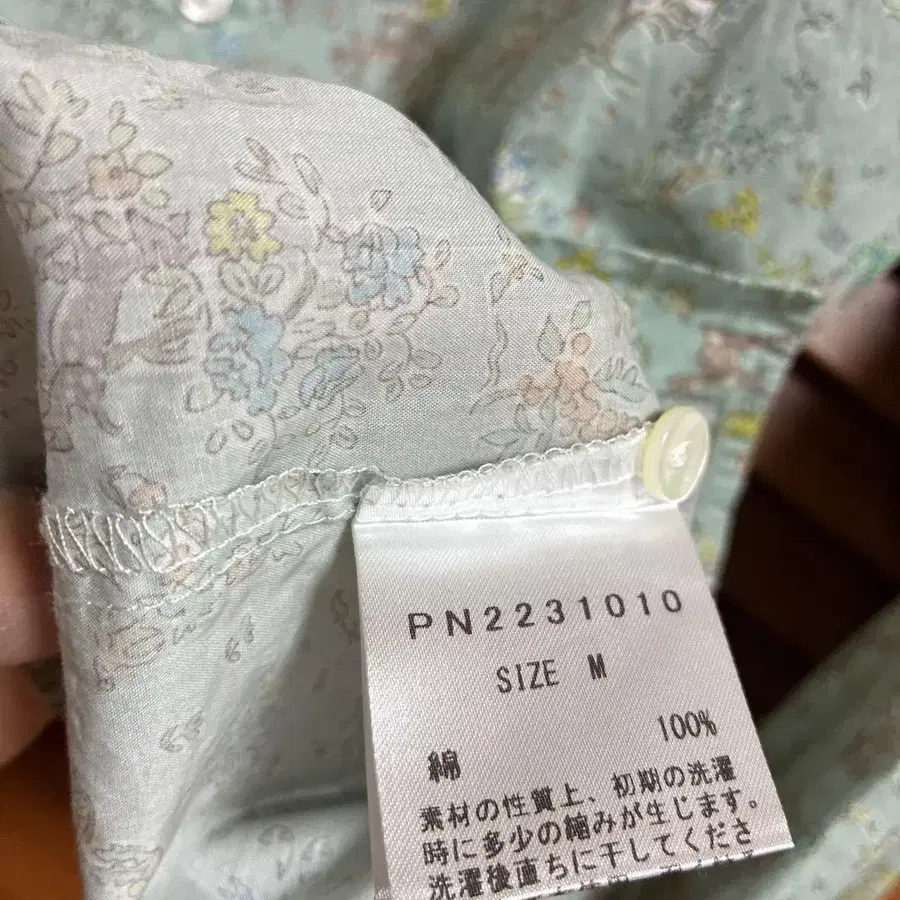 PN2231010
SIZE M
綿 100%
素材の性質上、初期の洗濯
時に多少の縮みが生じます。
洗濯後直ちに干してくださ